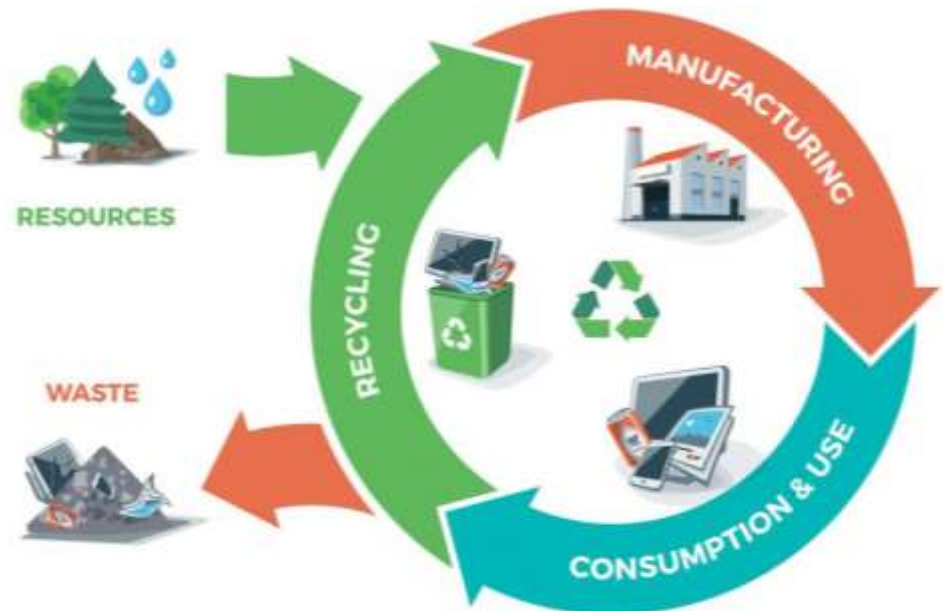 MANUFACTURING
RESOURCES
RECYCLING
WASTE
CONSUMPTION & USE